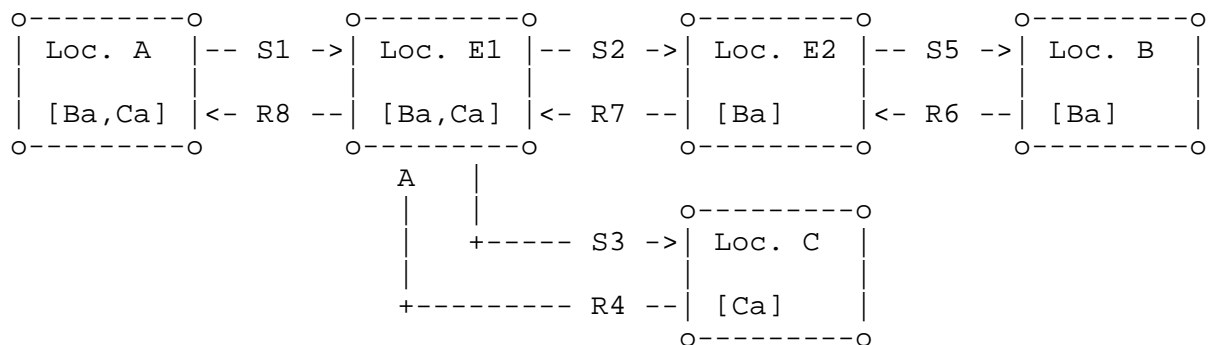 o---------o       o---------o       o---------o       o---------o
| Loc. A  |-- S1 ->| Loc. E1 |-- S2 ->| Loc. E2 |-- S5 ->| Loc. B  |
|         |       |         |       |         |       |         |
| [Ba,Ca] |<- R8 --| [Ba,Ca] |<- R7 --| [Ba]    |<- R6 --| [Ba]    |
o---------o       o---------o       o---------o       o---------o
A   |
|   |              o---------o
|   +----- S3 ->| Loc. C  |
|               |         |
+--------- R4 --| [Ca]    |
o---------o